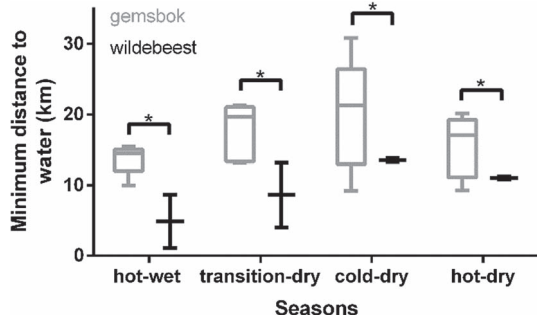 gemsbok
wildebeest
Minimum distance to
water (km)
30
20
10
0
* * * *
hot-wet transition-dry cold-dry hot-dry
Seasons